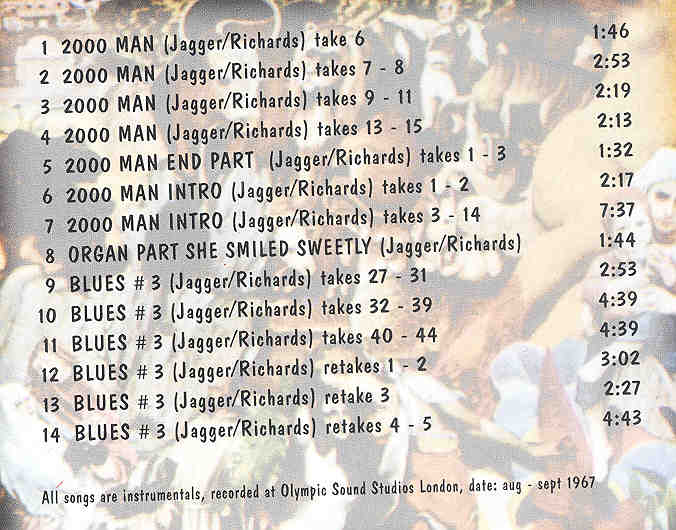 1 2000 MAN (Jagger/Richards) take 6 1:46
2 2000 MAN (Jagger/Richards) takes 7 - 8 2:53
3 2000 MAN (Jagger/Richards) takes 9 - 11 2:19
4 2000 MAN (Jagger/Richards) takes 13 - 15 2:13
5 2000 MAN END PART (Jagger/Richards) takes 1 - 3 1:32
6 2000 MAN INTRO (Jagger/Richards) takes 1 - 2 2:17
7 2000 MAN INTRO (Jagger/Richards) takes 3 - 14 7:37
8 ORGAN PART SHE SMILED SWEETLY (Jagger/Richards) 1:44
9 BLUES # 3 (Jagger/Richards) takes 27 - 31 2:53
10 BLUES # 3 (Jagger/Richards) takes 32 - 39 4:39
11 BLUES # 3 (Jagger/Richards) takes 40 - 44 4:39
12 BLUES # 3 (Jagger/Richards) retakes 1 - 2 3:02
13 BLUES # 3 (Jagger/Richards) retake 3 2:27
14 BLUES # 3 (Jagger/Richards) retakes 4 - 5 4:43
All songs are instrumentals, recorded at Olympic Sound Studios London, date: aug - sept 1967